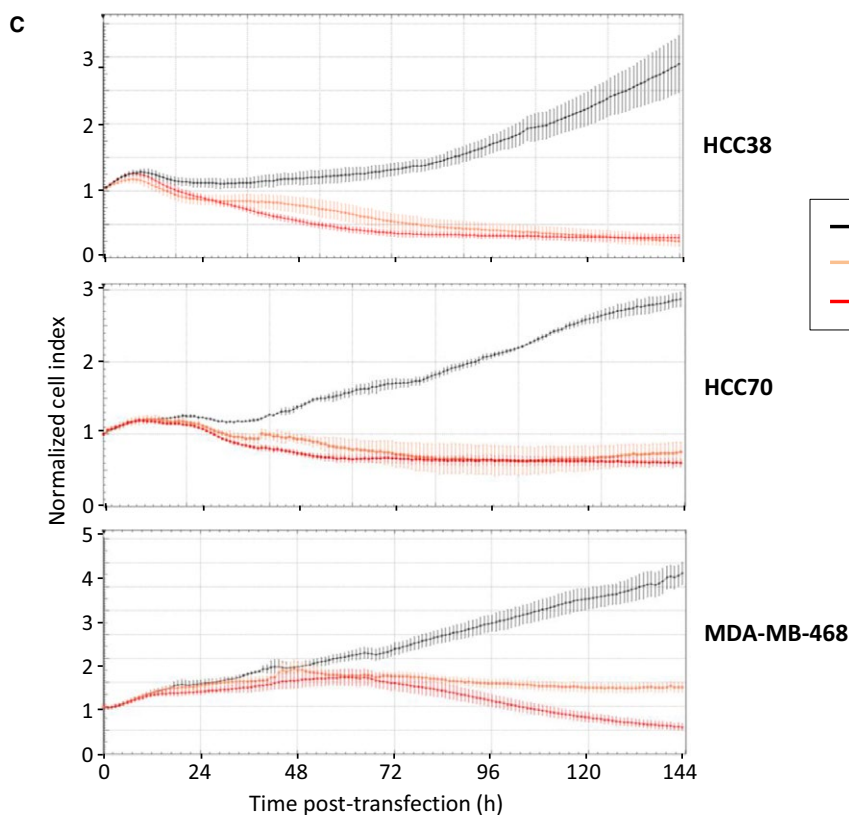 C
3
2
1
0
HCC38
3
2
1
0
HCC70
Normalized cell index
5
4
3
2
1
0
MDA-MB-468
0 24 48 72 96 120 144
Time post-transfection (h)